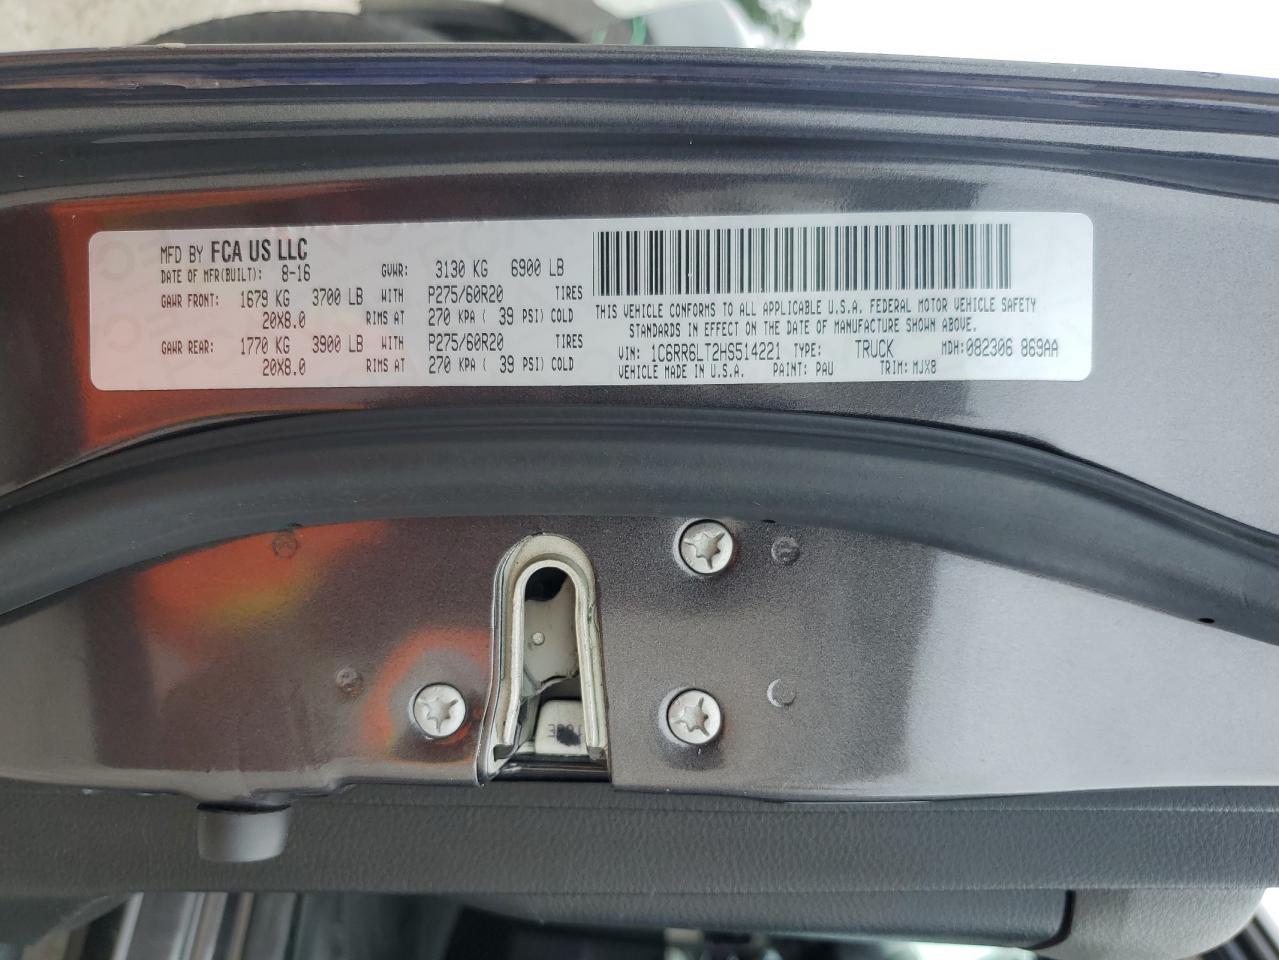 MFD BY FCA US LLC
DATE OF MFR(BUILT): 8-16 GVWR: 3130 KG 6900 LB
GAWR FRONT: 1679 KG 3700 LB WITH P275/60R20 TIRES
20X8.0 RIMS AT 270 KPA ( 39 PSI) COLD
GAWR REAR: 1770 KG 3900 LB WITH P275/60R20 TIRES
20X8.0 RIMS AT 270 KPA ( 39 PSI) COLD
THIS VEHICLE CONFORMS TO ALL APPLICABLE U.S.A. FEDERAL MOTOR VEHICLE SAFETY
STANDARDS IN EFFECT ON THE DATE OF MANUFACTURE SHOWN ABOVE.
VIN: 1C6RR6LT2HS514221 TYPE: TRUCK MDH:082306 869AA
VEHICLE MADE IN U.S.A. PAINT: PAU TRIM: MJX8